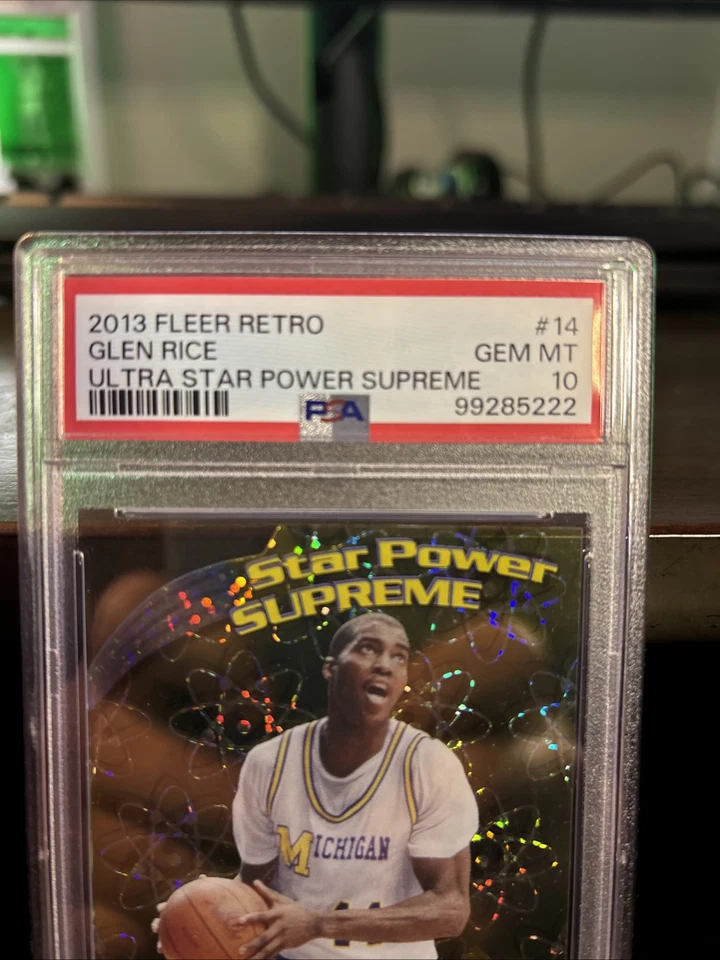 2013 FLEER RETRO #14
GLEN RICE GEM MT
ULTRA STAR POWER SUPREME 10
PSA 99285222
Star Power
SUPREME
MICHIGAN